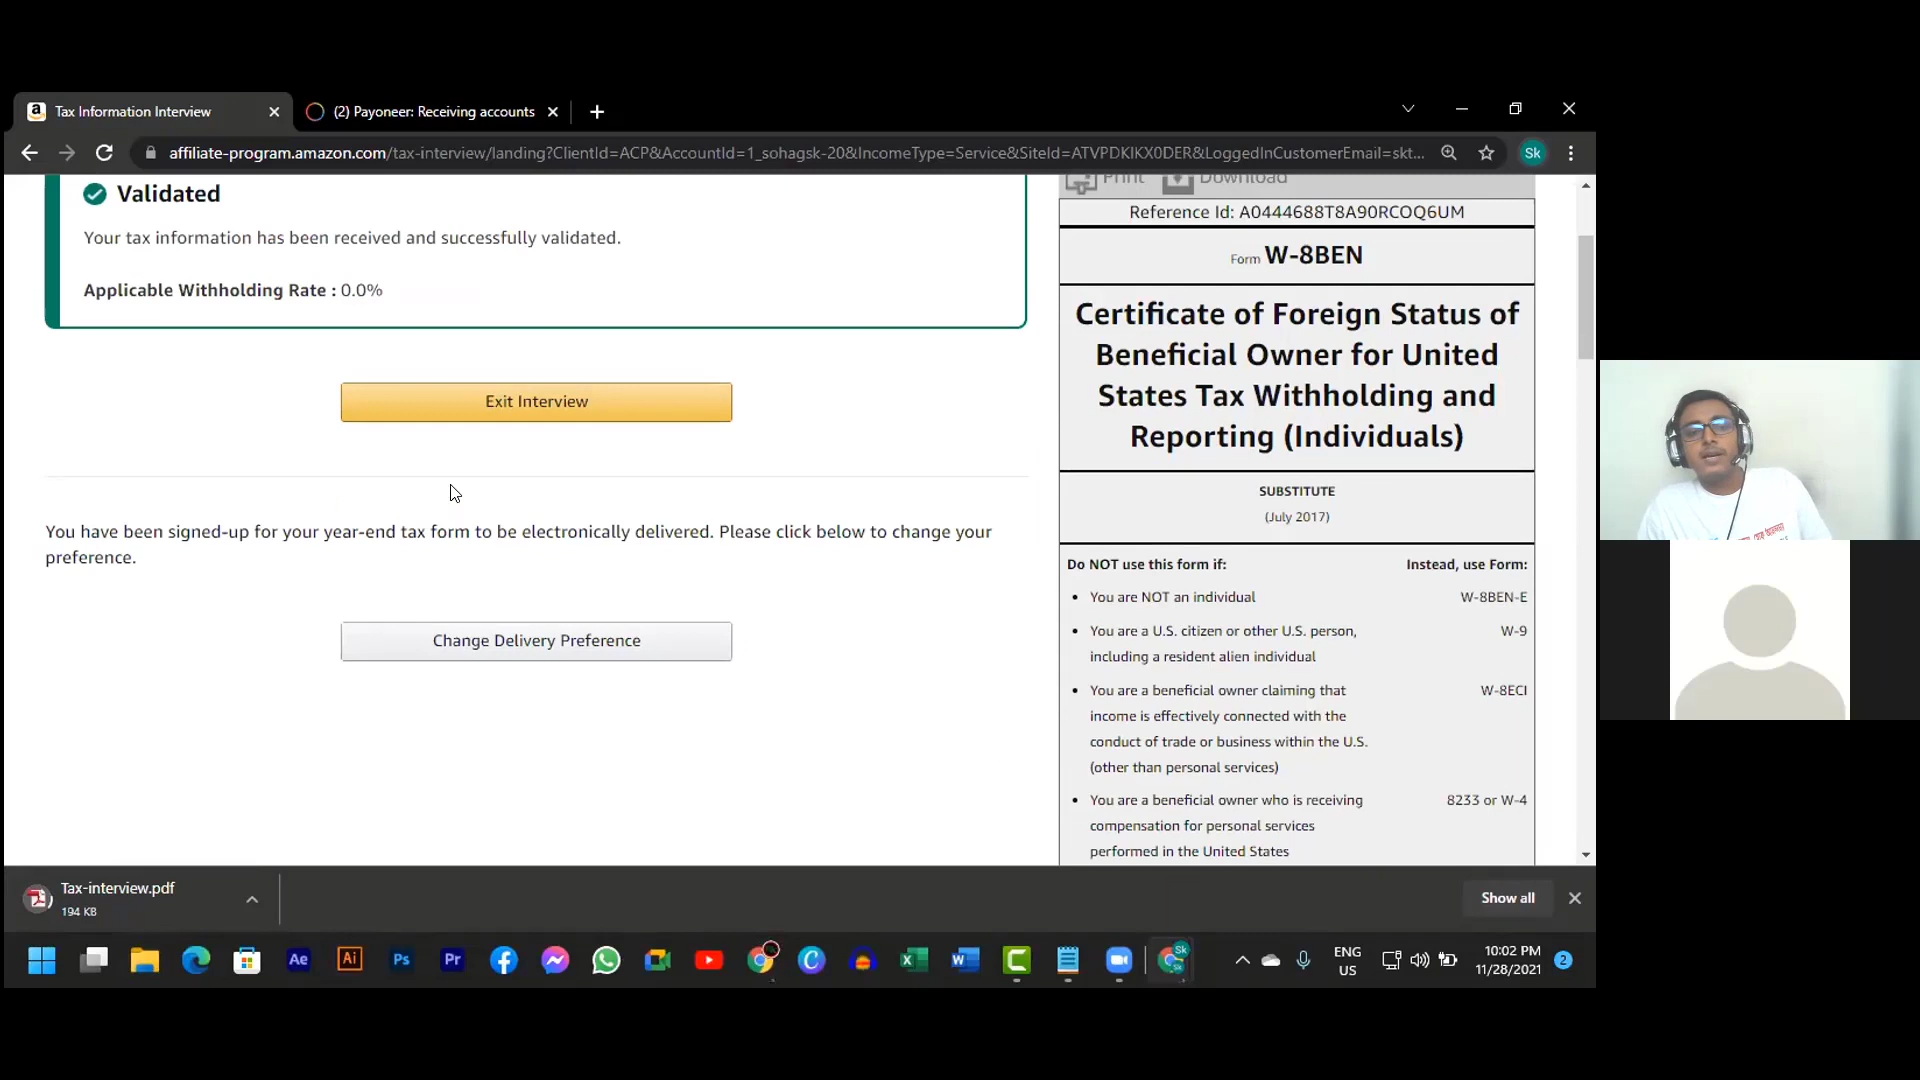 Tax Information Interview
(2) Payoneer: Receiving accounts
affiliate-program.amazon.com/tax-interview/landing?ClientId=ACP&AccountId=1_sohagsk-20&IncomeType=Service&SiteId=ATVPDKIKX0DER&LoggedInCustomerEmail=skt...
Sk
Validated
Your tax information has been received and successfully validated.
Applicable Withholding Rate : 0.0%
Exit Interview
You have been signed-up for your year-end tax form to be electronically delivered. Please click below to change your
preference.
Change Delivery Preference
Print Download
Reference Id: A0444688T8A90RCOQ6UM
Form W-8BEN
Certificate of Foreign Status of
Beneficial Owner for United
States Tax Withholding and
Reporting (Individuals)
SUBSTITUTE
(July 2017)
Do NOT use this form if: Instead, use Form:
• You are NOT an individual W-8BEN-E
• You are a U.S. citizen or other U.S. person, W-9
including a resident alien individual
• You are a beneficial owner claiming that W-8ECI
income is effectively connected with the
conduct of trade or business within the U.S.
(other than personal services)
• You are a beneficial owner who is receiving 8233 or W-4
compensation for personal services
performed in the United States
Tax-interview.pdf
194 KB
Show all
Ae
Ai
Ps
Pr
ENG
US
10:02 PM
11/28/2021
2